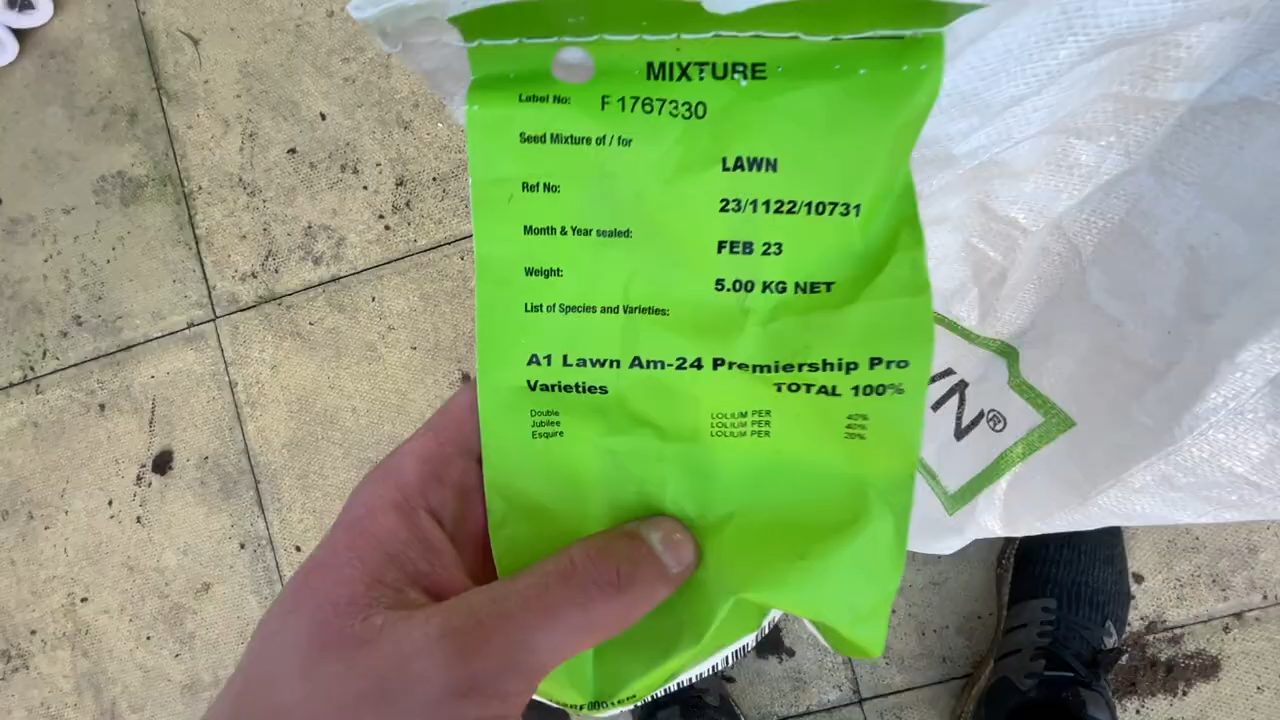 MIXTURE
Label No: F1767330
Seed Mixture of / for
LAWN
Ref No:
23/1122/10731
Month & Year sealed:
FEB 23
Weight:
5.00 KG NET
List of Species and Varieties:
A1 Lawn Am-24 Premiership Pro
Varieties TOTAL 100%
Double LOLIUM PER 40%
Jubilee LOLIUM PER 40%
Esquire LOLIUM PER 20%